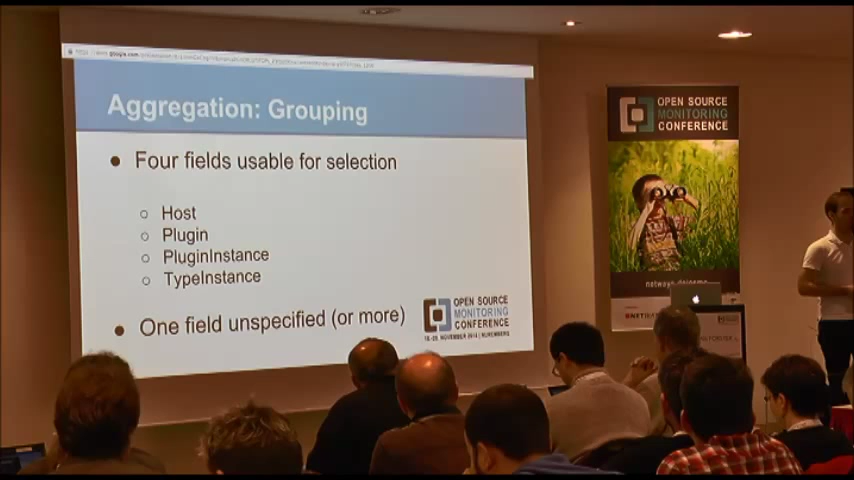 Aggregation: Grouping
● Four fields usable for selection
○ Host
○ Plugin
○ PluginInstance
○ TypeInstance
● One field unspecified (or more)
OPEN SOURCE
MONITORING
CONFERENCE
NUREMBERG
OPEN SOURCE
MONITORING
CONFERENCE